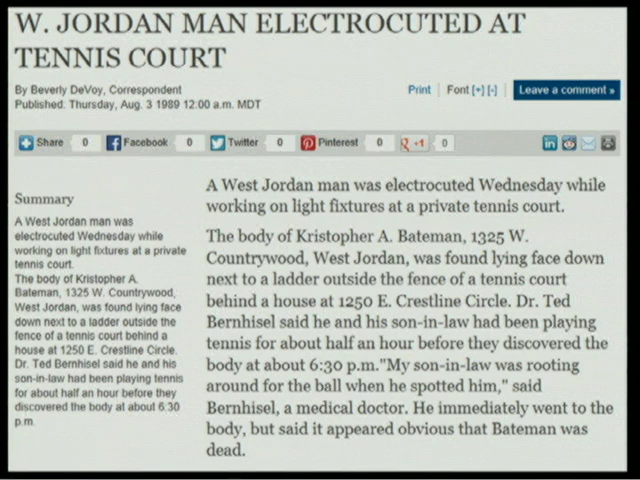 W. JORDAN MAN ELECTROCUTED AT
TENNIS COURT
By Beverly DeVoy, Correspondent
Published: Thursday, Aug. 3 1989 12:00 a.m. MDT
Print Font [+] [-] Leave a comment »
Share 0 Facebook 0 Twitter 0 Pinterest 0 g +1 0 in
Summary
A West Jordan man was
electrocuted Wednesday while
working on light fixtures at a private
tennis court.
The body of Kristopher A.
Bateman, 1325 W. Countrywood,
West Jordan, was found lying face
down next to a ladder outside the
fence of a tennis court behind a
house at 1250 E. Crestline Circle.
Dr. Ted Bernhisel said he and his
son-in-law had been playing tennis
for about half an hour before they
discovered the body at about 6:30
p.m.
A West Jordan man was electrocuted Wednesday while
working on light fixtures at a private tennis court.
The body of Kristopher A. Bateman, 1325 W.
Countrywood, West Jordan, was found lying face down
next to a ladder outside the fence of a tennis court
behind a house at 1250 E. Crestline Circle. Dr. Ted
Bernhisel said he and his son-in-law had been playing
tennis for about half an hour before they discovered the
body at about 6:30 p.m."My son-in-law was rooting
around for the ball when he spotted him," said
Bernhisel, a medical doctor. He immediately went to the
body, but said it appeared obvious that Bateman was
dead.